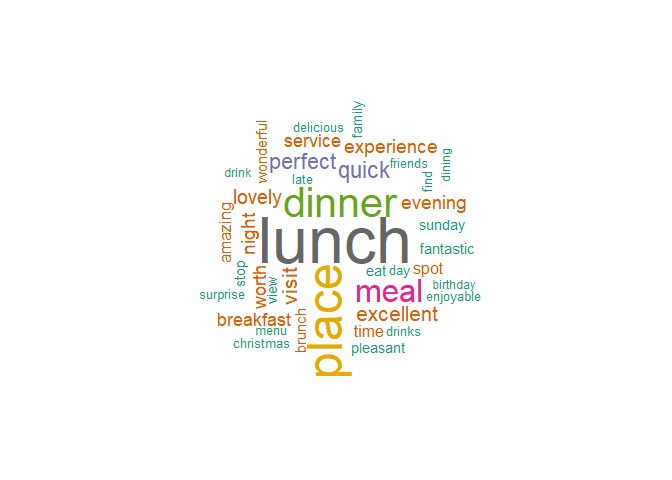 delicious
family
wonderful
service
experience
perfect
quick
friends
dining
drink
late
find
lovely
dinner
evening
amazing
night
lunch
sunday
fantastic
stop
worth
view
visit
place
eat
day
spot
surprise
meal
birthday
enjoyable
breakfast
brunch
excellent
menu
time
drinks
christmas
pleasant